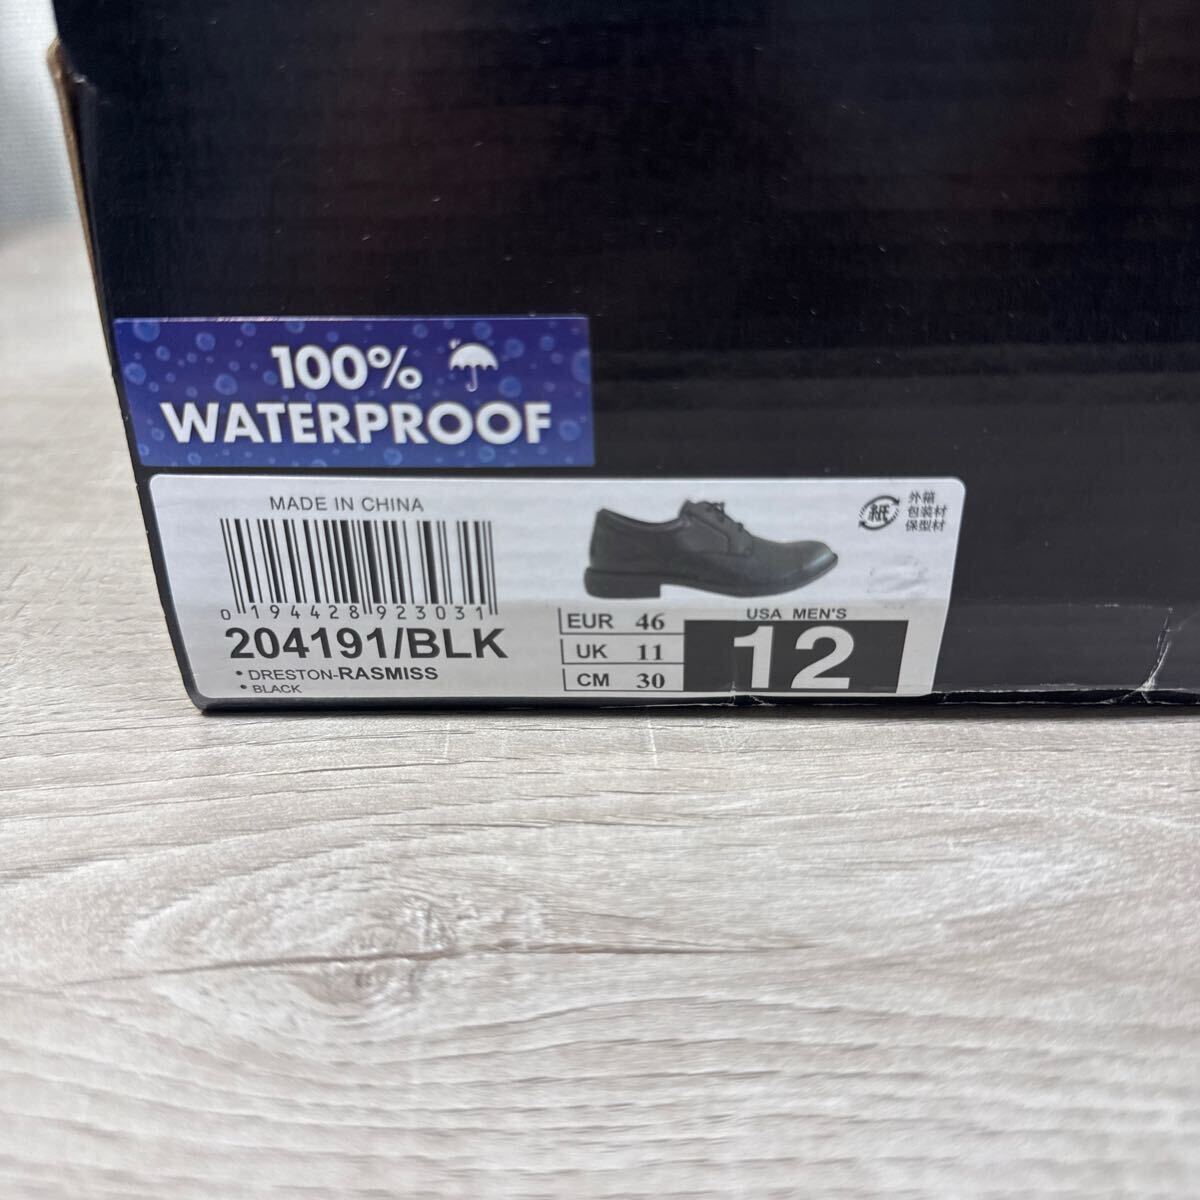 100%
WATERPROOF
MADE IN CHINA
0 194428 923031
204191/BLK
• DRESTON-RASMISS
• BLACK
紙
外箱
包装材
保型材
EUR 46
UK 11
CM 30
USA MEN'S
12